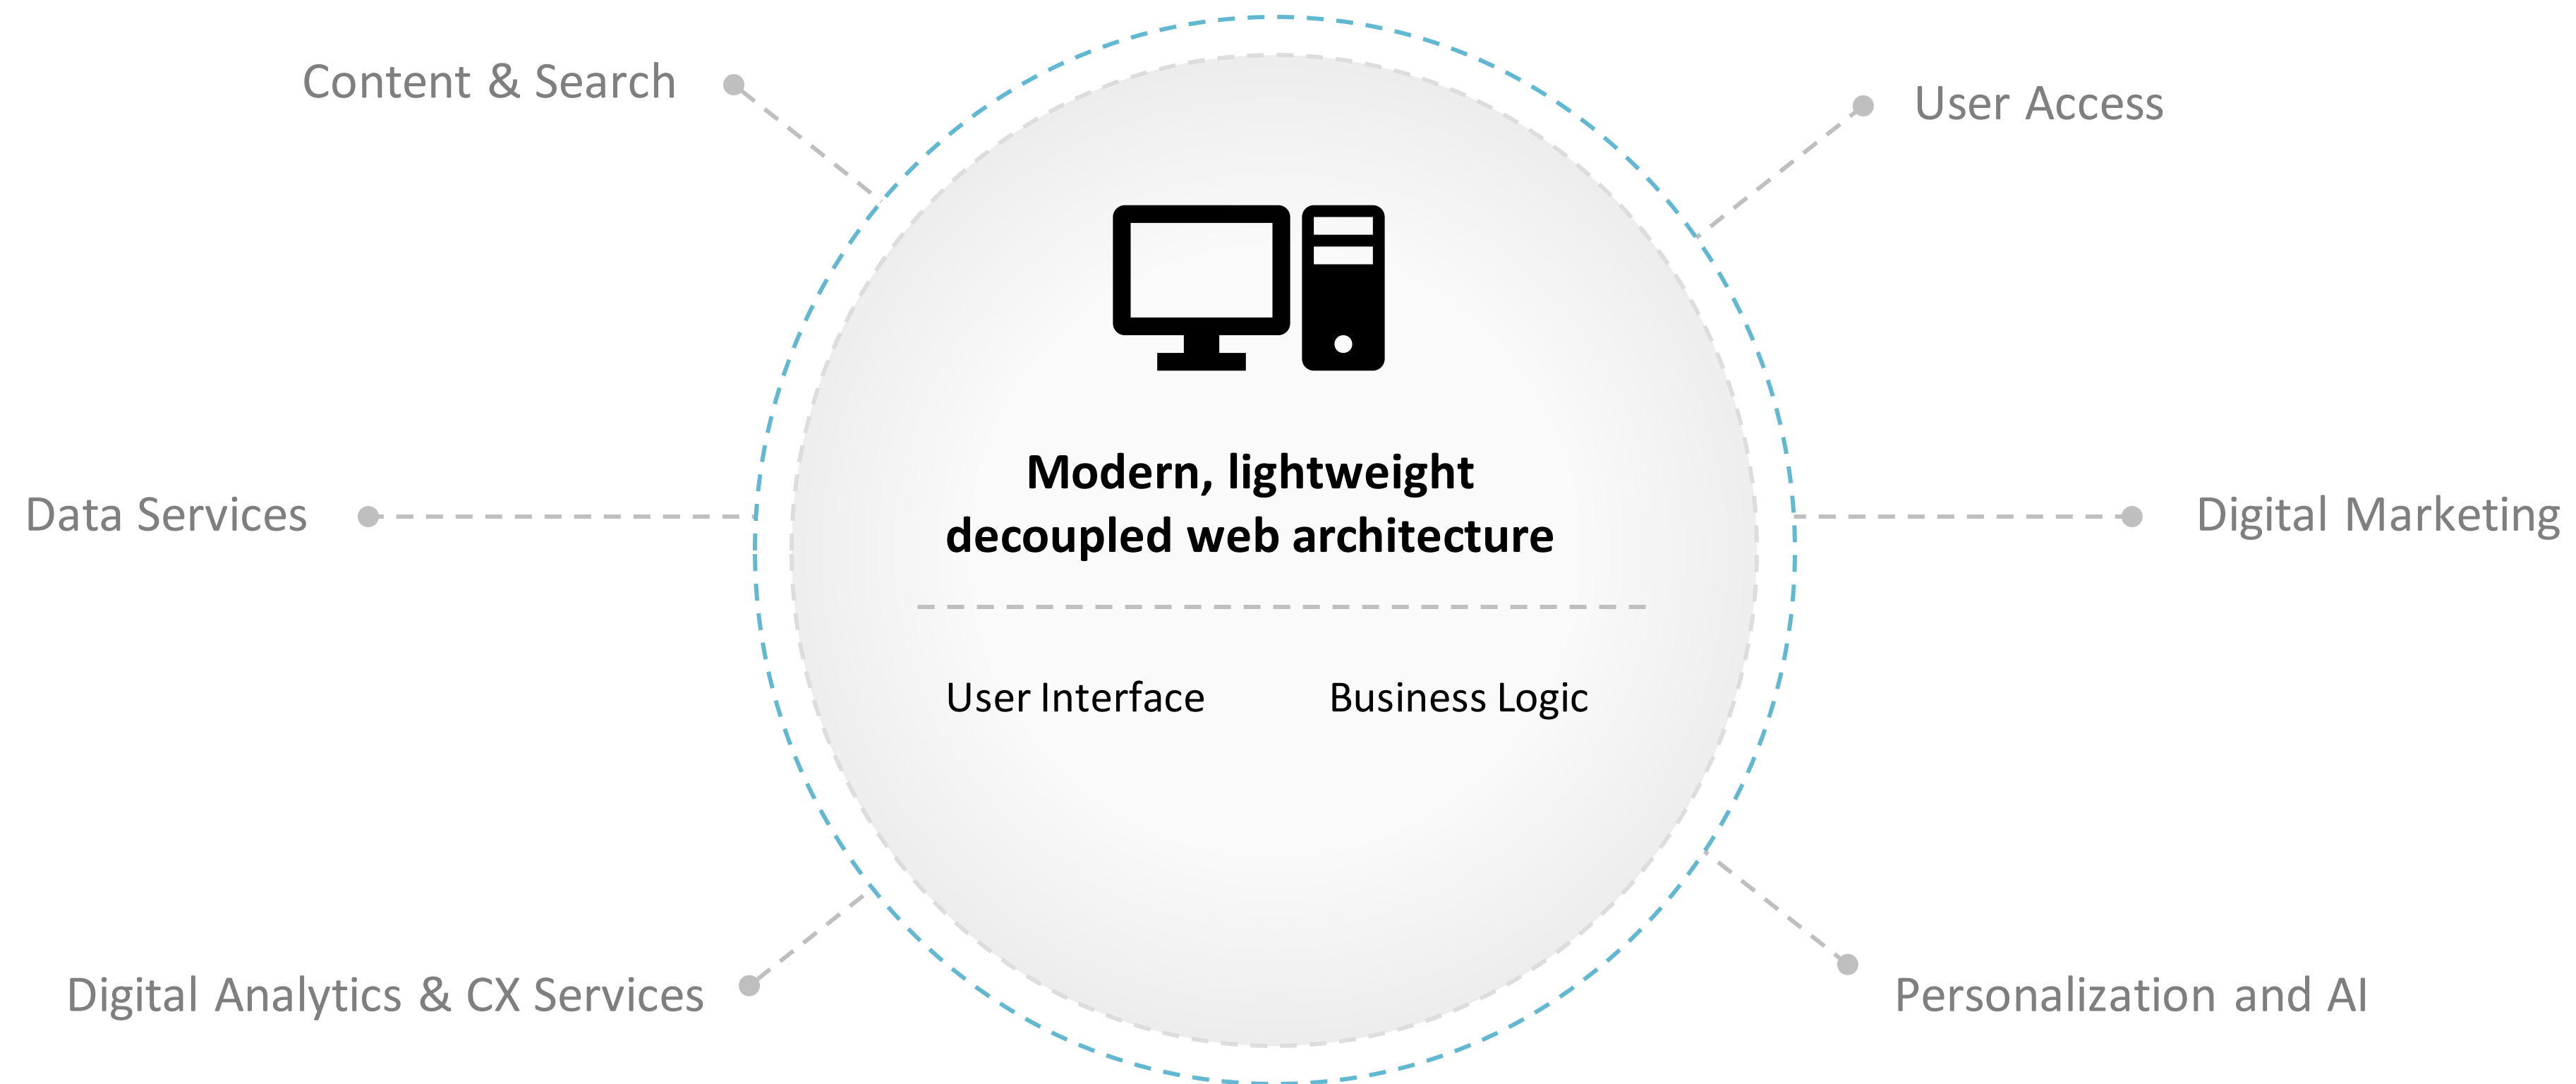 Content & Search
User Access
Modern, lightweight
decoupled web architecture
Data Services
Digital Marketing
User Interface
Business Logic
Digital Analytics & CX Services
Personalization and AI